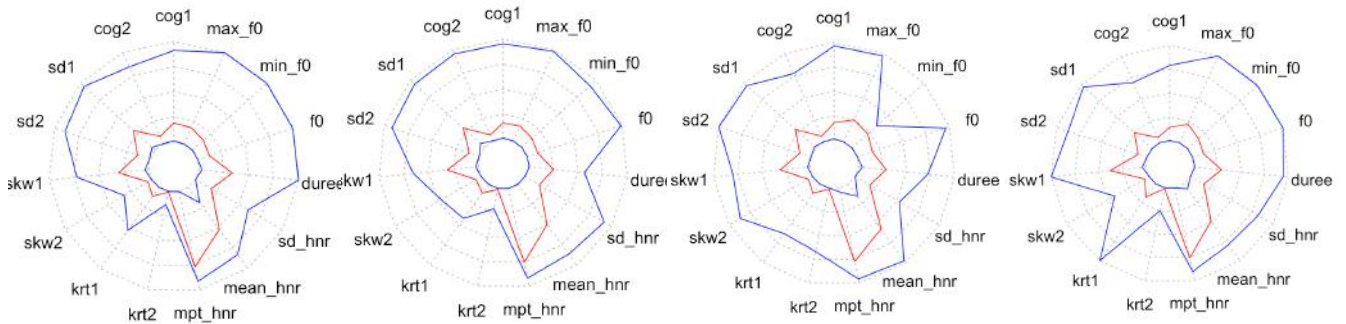 cog1
cog2
max_f0
sd1
min_f0
sd2
f0
skw1
duree
skw2
sd_hnr
krt1
mean_hnr
krt2
mpt_hnr
cog1
cog2
max_f0
sd1
min_f0
sd2
f0
kw1
duree
skw2
sd_hnr
krt1
mean_hnr
krt2
mpt_hnr
cog1
cog2
max_f0
sd1
min_f0
sd2
f0
skw1
duree
skw2
sd_hnr
krt1
mean_hnr
krt2
mpt_hnr
cog1
cog2
max_f0
sd1
min_f0
sd2
f0
skw1
duree
skw2
sd_hnr
krt1
mean_hnr
krt2
mpt_hnr